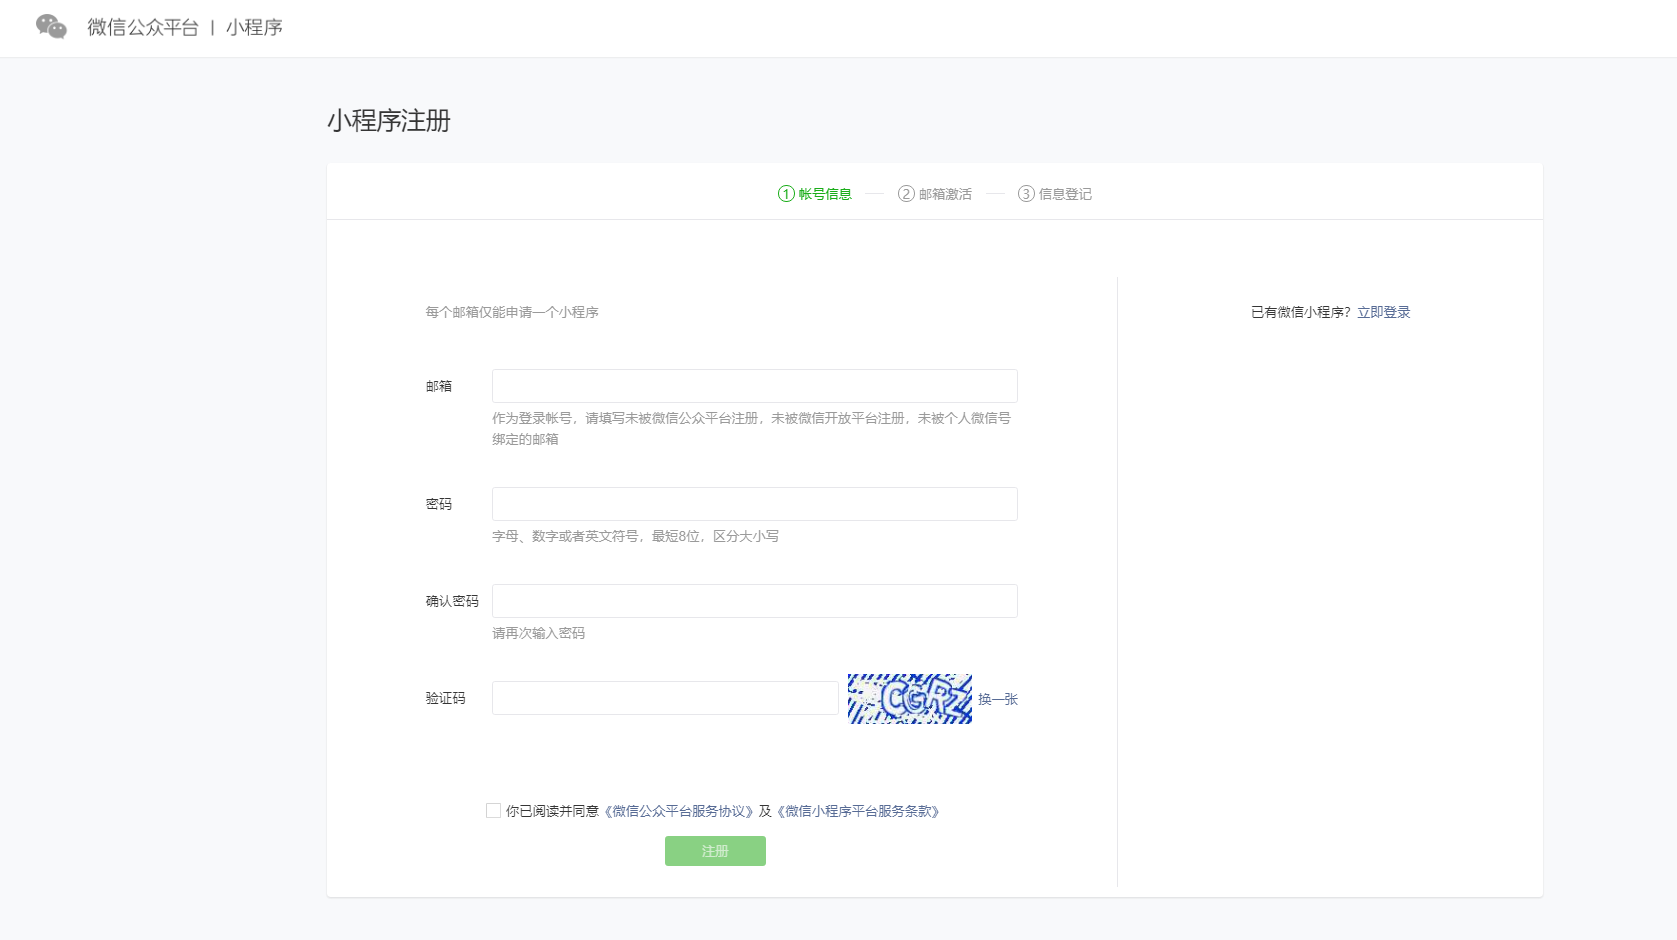 微信公众平台 | 小程序
小程序注册
1 帐号信息 2 邮箱激活 3 信息登记
每个邮箱仅能申请一个小程序
已有微信小程序？立即登录
邮箱
作为登录帐号，请填写未被微信公众平台注册，未被微信开放平台注册，未被个人微信号
绑定的邮箱
密码
字母、数字或者英文符号，最短8位，区分大小写
确认密码
请再次输入密码
验证码
CGRZ
换一张
你已阅读并同意《微信公众平台服务协议》及《微信小程序平台服务条款》
注册